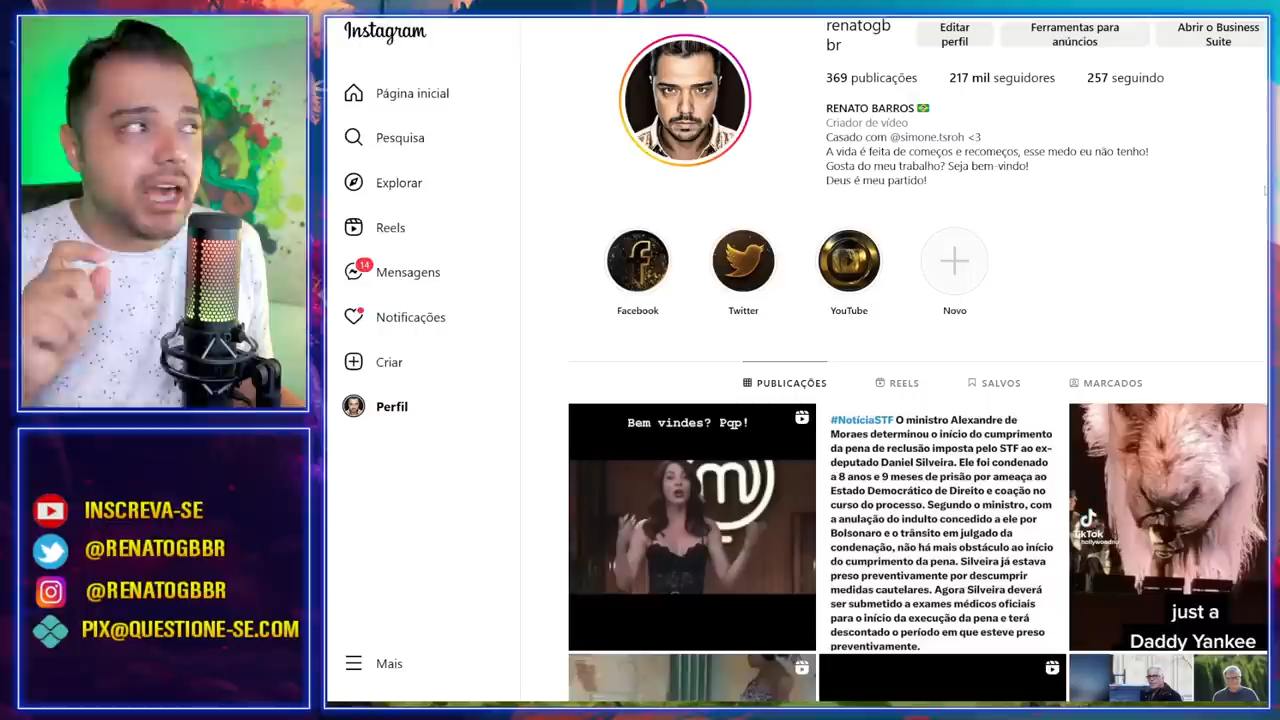 Instagram
Página inicial
Pesquisa
Explorar
Reels
14
Mensagens
Notificações
Criar
Perfil
Mais
renatogb
br
Editar
perfil
Ferramentas para
anúncios
Abrir o Business
Suite
369 publicações
217 mil seguidores
257 seguindo
RENATO BARROS 🇧🇷
Criador de vídeo
Casado com @simone.tsroh <3
A vida é feita de começos e recomeços, esse medo eu não tenho!
Gosta do meu trabalho? Seja bem-vindo!
Deus é meu partido!
Facebook
Twitter
YouTube
Novo
PUBLICAÇÕES
REELS
SALVOS
MARCADOS
Bem vindes? Pqp!
#NotíciaSTF O ministro Alexandre de
Moraes determinou o início do cumprimento
da pena de reclusão imposta pelo STF ao ex-
deputado Daniel Silveira. Ele foi condenado
a 8 anos e 9 meses de prisão por ameaça ao
Estado Democrático de Direito e coação no
curso do processo. Segundo o ministro, com
a anulação do indulto concedido a ele por
Bolsonaro e o trânsito em julgado da
condenação, não há mais obstáculo ao início
do cumprimento da pena. Silveira já estava
preso preventivamente por descumprir
medidas cautelares. Agora Silveira deverá
ser submetido a exames médicos oficiais
para o início da execução da pena e terá
descontado o período em que esteve preso
preventivamente.
TikTok
just a
Daddy Yankee
INSCREVA-SE
@RENATOGBBR
@RENATOGBBR
PIX@QUESTIONE-SE.COM